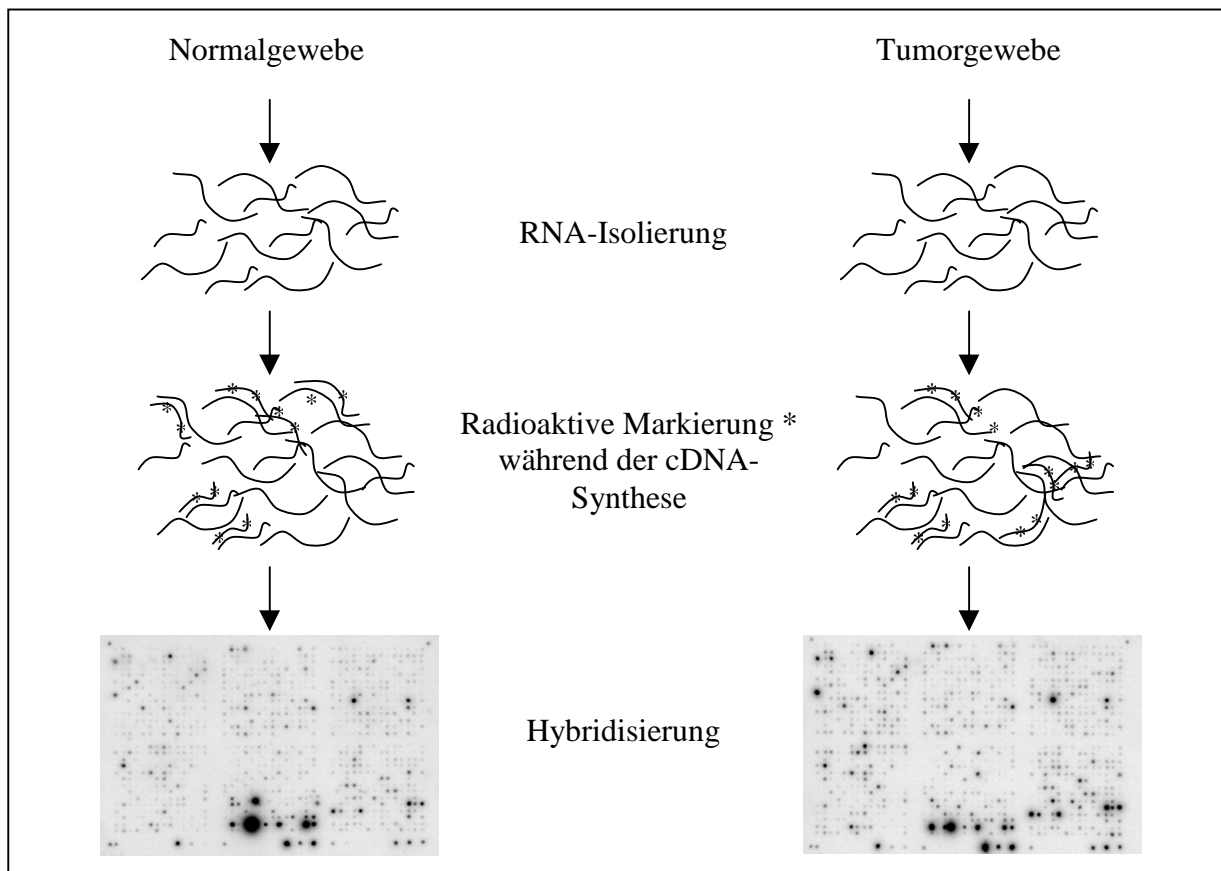 Normalgewebe
Tumorgewebe
RNA-Isolierung
Radioaktive Markierung *
während der cDNA-
Synthese
Hybridisierung